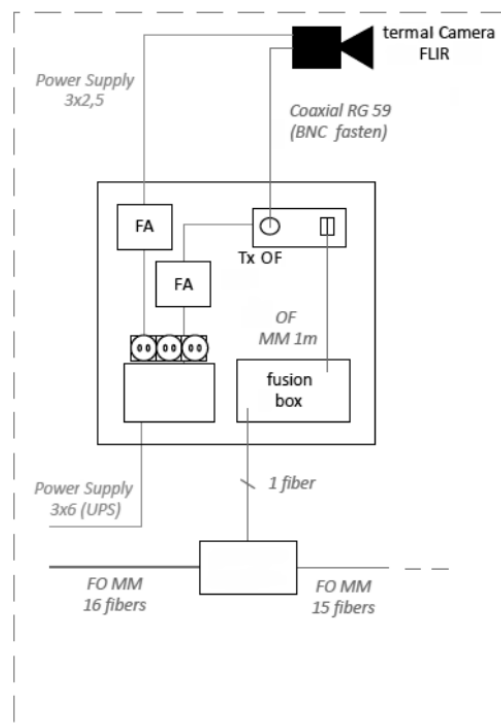 termal Camera
FLIR
Power Supply
3x2,5
Coaxial RG 59
(BNC fasten)
FA
Tx OF
FA
OF
MM 1m
fusion
box
Power Supply
3x6 (UPS)
1 fiber
FO MM
16 fibers
FO MM
15 fibers